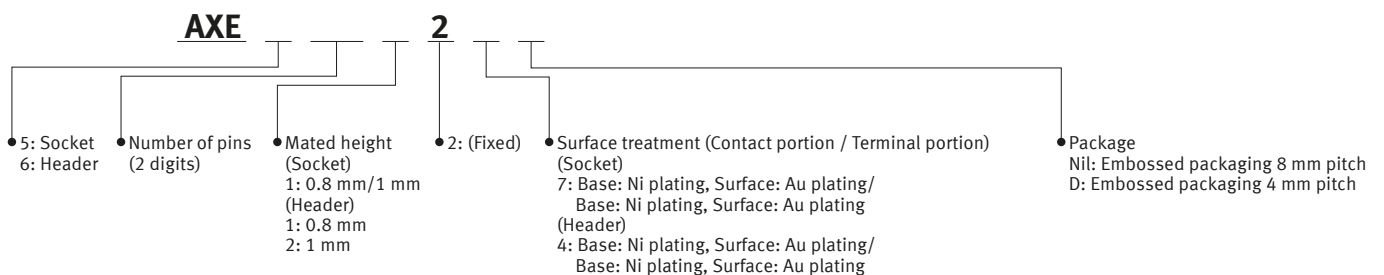 AXE 2
5: Socket
6: Header
Number of pins
(2 digits)
Mated height
(Socket)
1: 0.8 mm/1 mm
(Header)
1: 0.8 mm
2: 1 mm
2: (Fixed)
Surface treatment (Contact portion / Terminal portion)
(Socket)
7: Base: Ni plating, Surface: Au plating/
Base: Ni plating, Surface: Au plating
(Header)
4: Base: Ni plating, Surface: Au plating/
Base: Ni plating, Surface: Au plating
Package
Nil: Embossed packaging 8 mm pitch
D: Embossed packaging 4 mm pitch